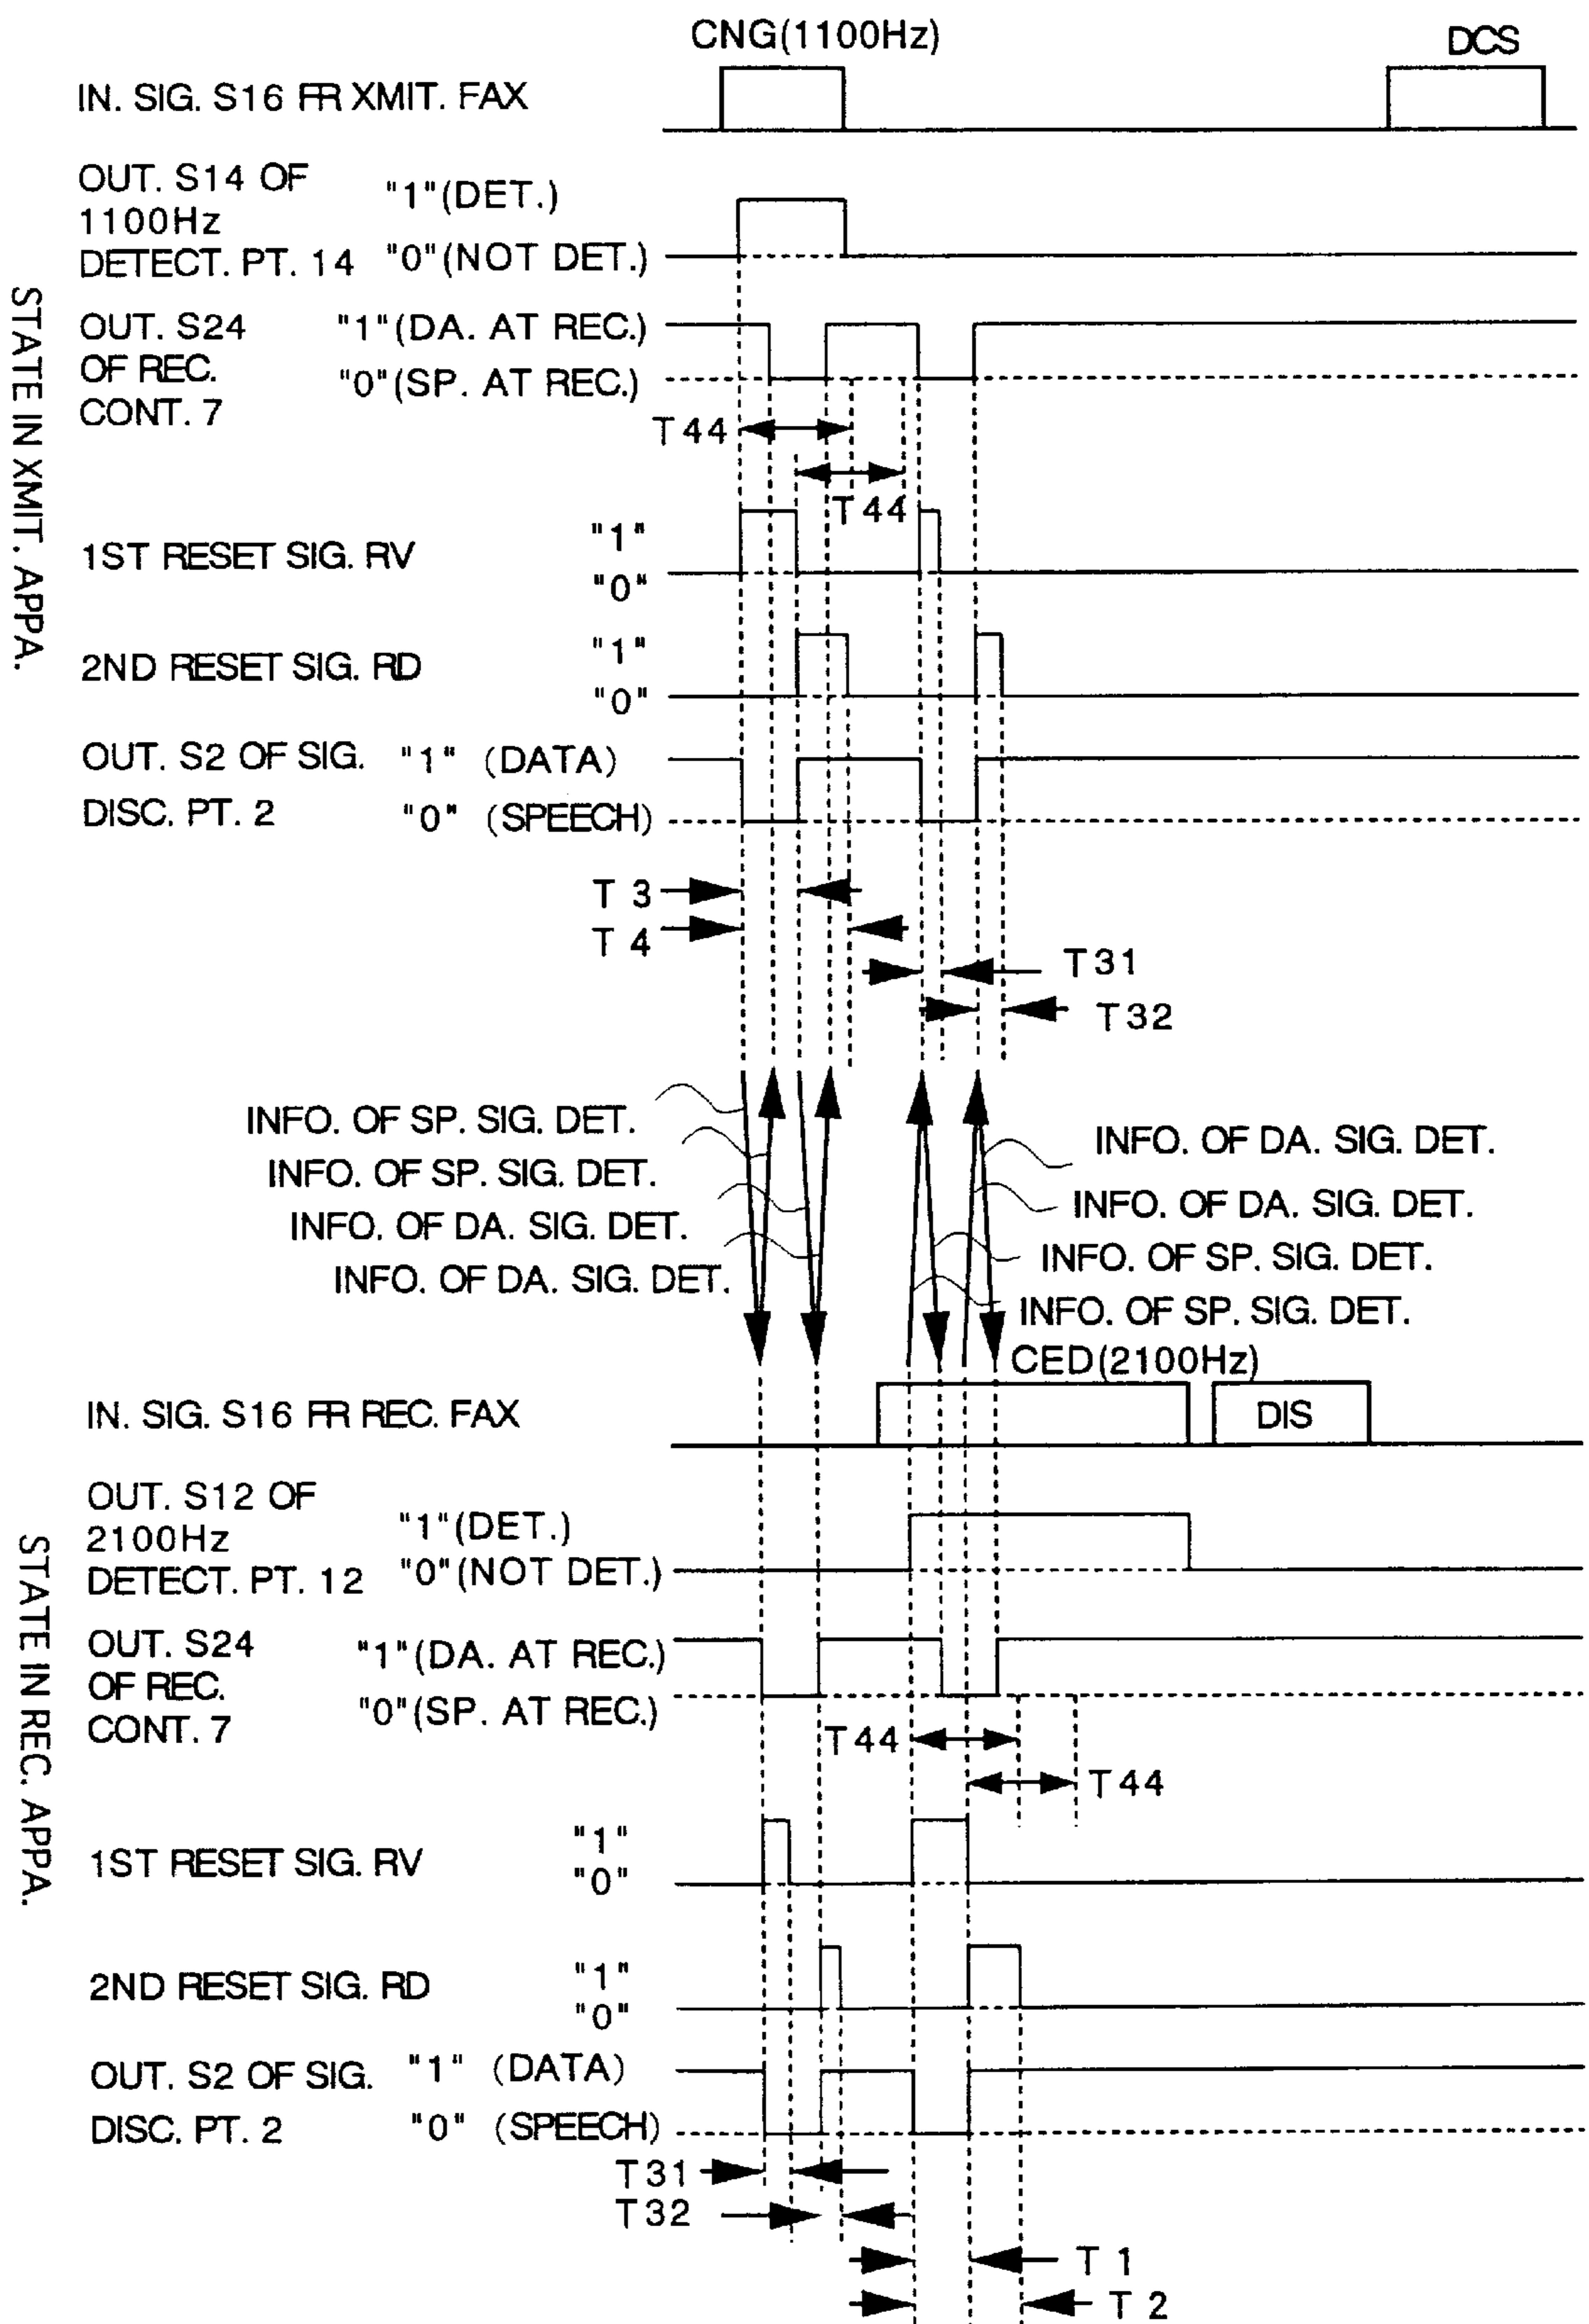 CNG(1100Hz)
DCS
IN. SIG. S16 FR XMIT. FAX
OUT. S14 OF
1100Hz
DETECT. PT. 14
"1"(DET.)
"0"(NOT DET.)
OUT. S24
OF REC.
CONT. 7
"1"(DA. AT REC.)
"0"(SP. AT REC.)
T44
T44
STATE IN XMIT. APPA.
1ST RESET SIG. RV
"1"
"0"
2ND RESET SIG. RD
"1"
"0"
OUT. S2 OF SIG.
DISC. PT. 2
"1" (DATA)
"0" (SPEECH)
T 3
T 4
T31
T32
INFO. OF SP. SIG. DET.
INFO. OF SP. SIG. DET.
INFO. OF DA. SIG. DET.
INFO. OF DA. SIG. DET.
INFO. OF DA. SIG. DET.
INFO. OF DA. SIG. DET.
INFO. OF SP. SIG. DET.
INFO. OF SP. SIG. DET.
CED(2100Hz)
IN. SIG. S16 FR REC. FAX
DIS
OUT. S12 OF
2100Hz
DETECT. PT. 12
"1"(DET.)
"0"(NOT DET.)
OUT. S24
OF REC.
CONT. 7
"1"(DA. AT REC.)
"0"(SP. AT REC.)
T44
T44
STATE IN REC. APPA.
1ST RESET SIG. RV
"1"
"0"
2ND RESET SIG. RD
"1"
"0"
OUT. S2 OF SIG.
DISC. PT. 2
"1" (DATA)
"0" (SPEECH)
T31
T32
T 1
T 2